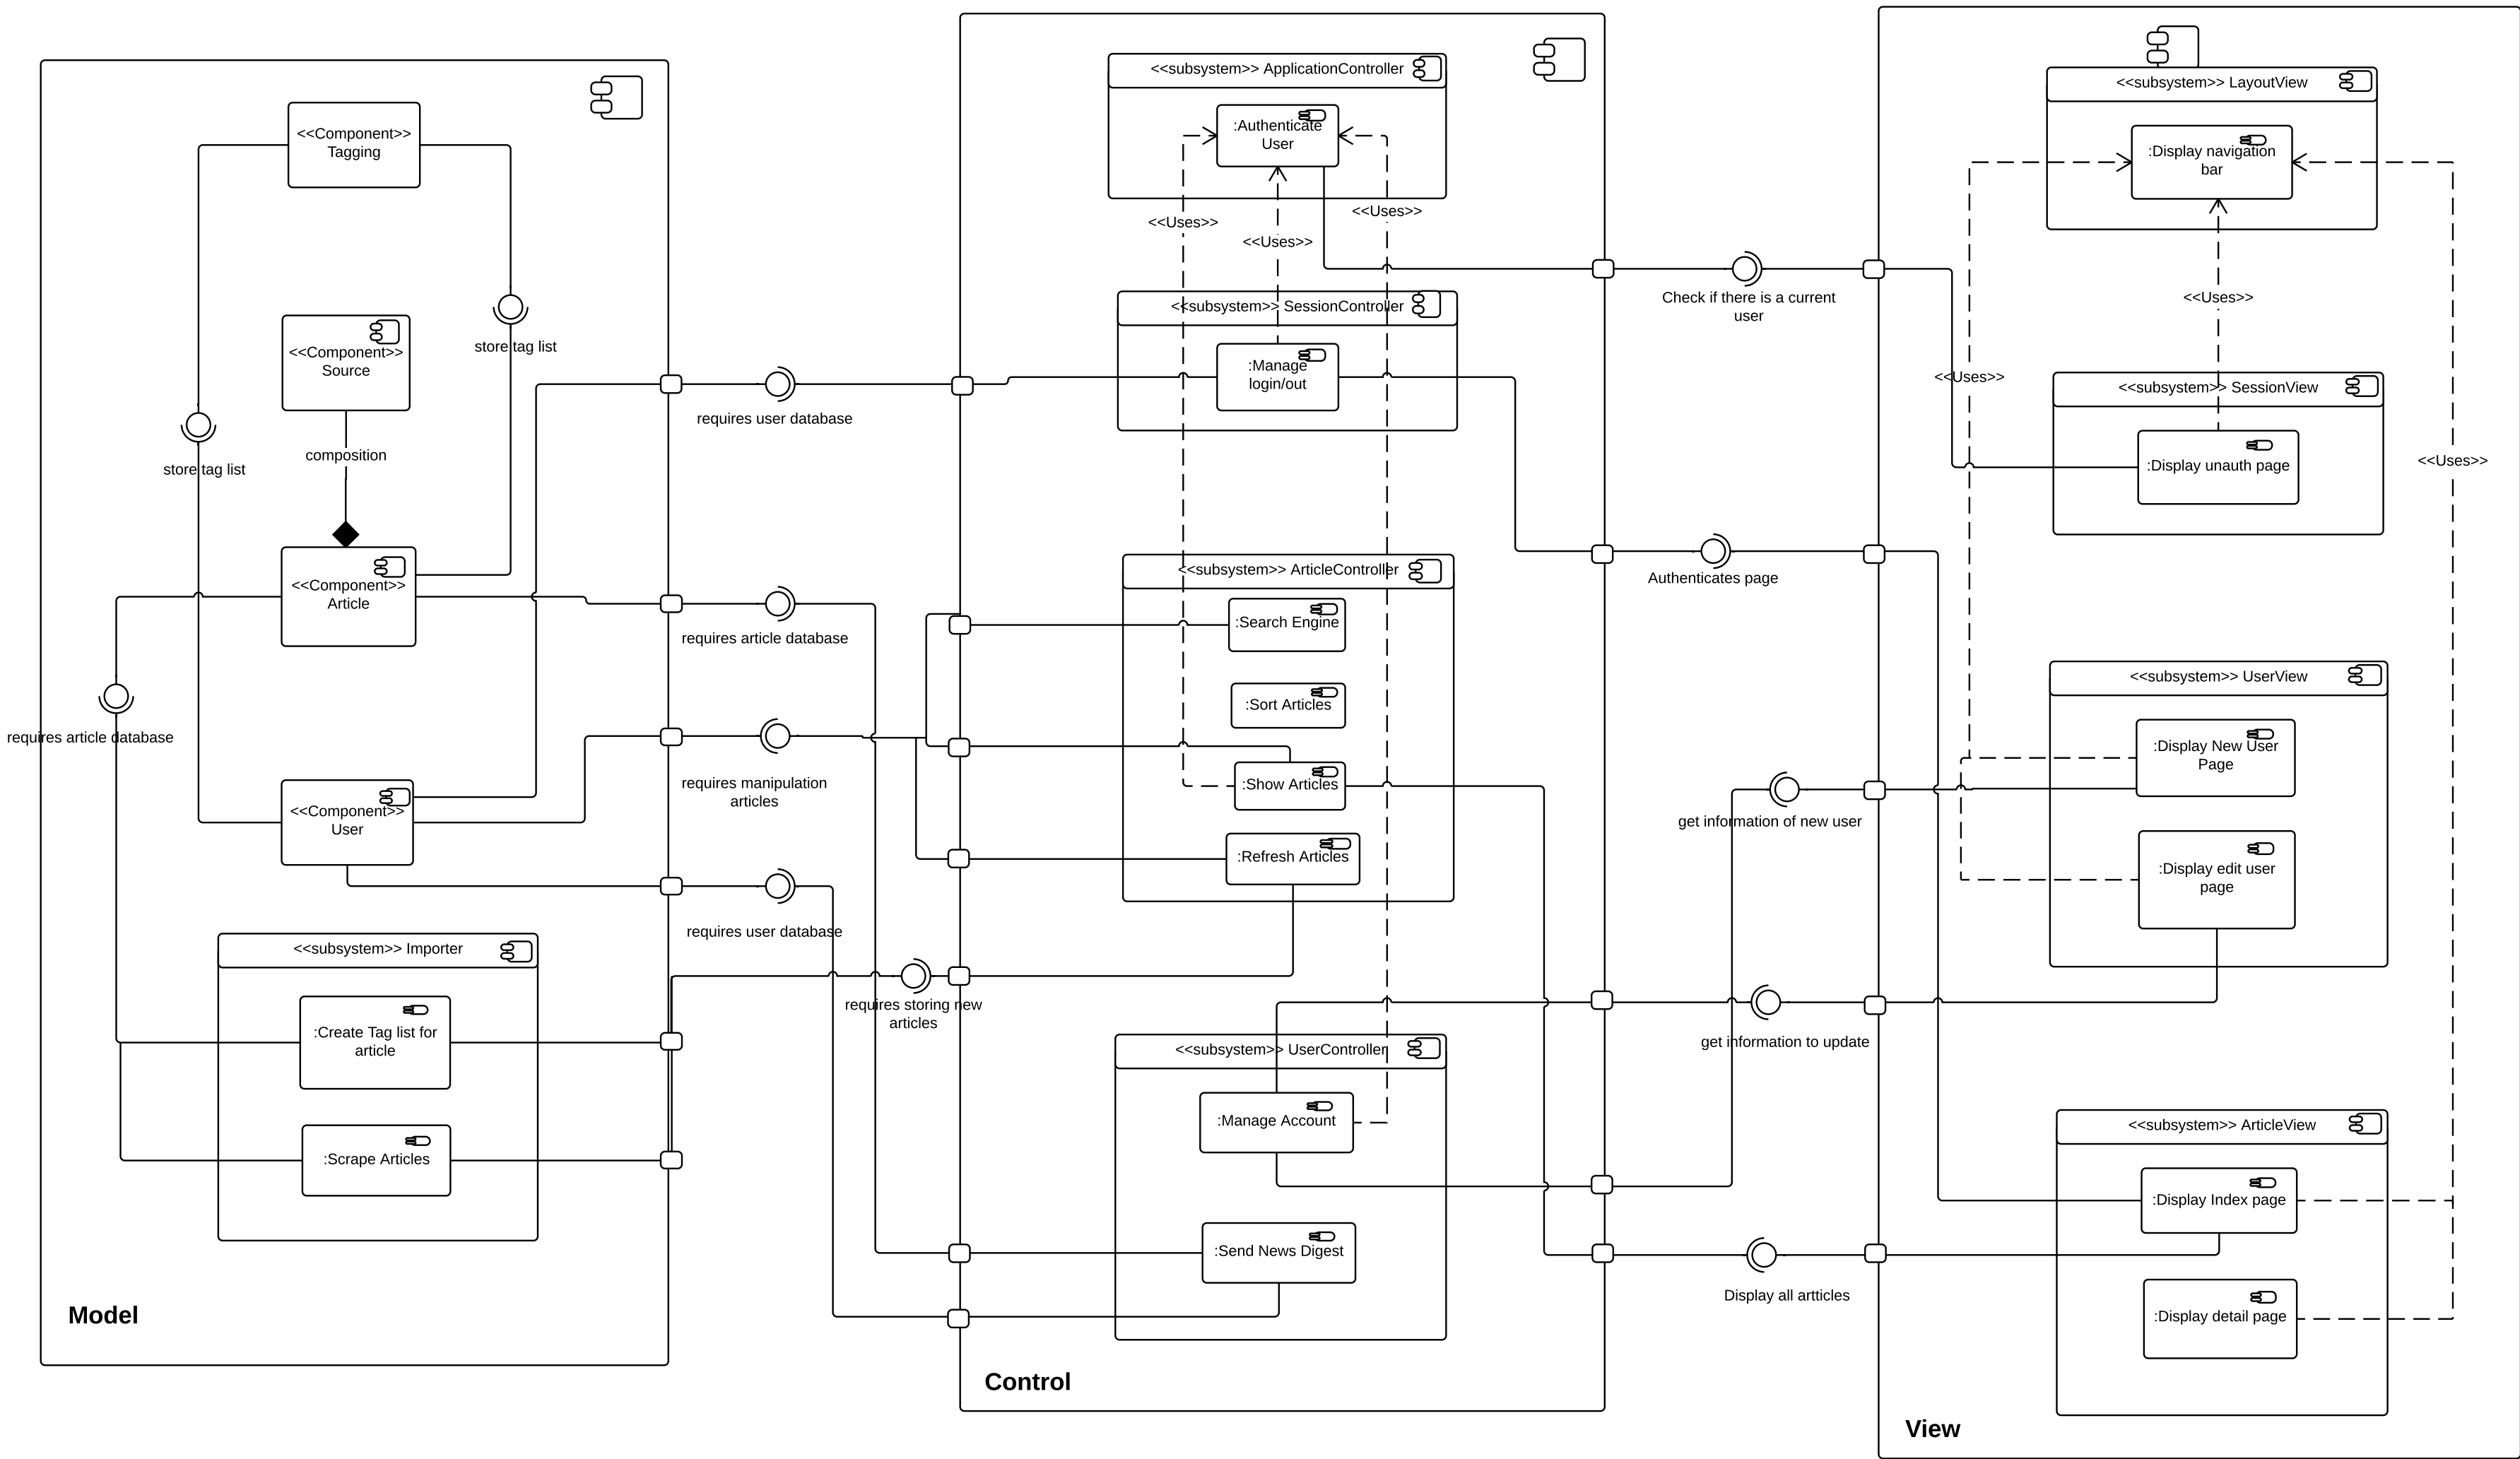 <<Component>>
Tagging
<<Component>>
Source
store tag list
store tag list
composition
<<Component>>
Article
requires article database
<<Component>>
User
<<subsystem>> Importer
:Create Tag list for
article
:Scrape Articles
Model
requires user database
requires article database
requires manipulation
articles
requires user database
requires storing new
articles
<<subsystem>> ApplicationController
:Authenticate
User
<<Uses>>
<<Uses>>
<<Uses>>
<<subsystem>> SessionController
:Manage
login/out
<<subsystem>> ArticleController
:Search Engine
:Sort Articles
:Show Articles
:Refresh Articles
<<subsystem>> UserController
:Manage Account
:Send News Digest
Control
Check if there is a current
user
Authenticates page
get information of new user
get information to update
Display all artticles
<<subsystem>> LayoutView
:Display navigation
bar
<<Uses>>
<<Uses>>
<<Uses>>
<<subsystem>> SessionView
:Display unauth page
<<subsystem>> UserView
:Display New User
Page
:Display edit user
page
<<subsystem>> ArticleView
:Display Index page
:Display detail page
View